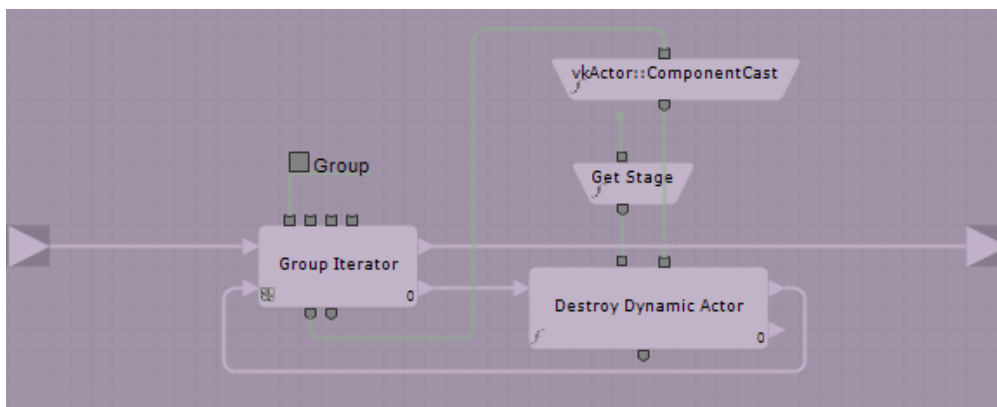 vkActor::ComponentCast
Group
Get Stage
Group Iterator
0
Destroy Dynamic Actor
0